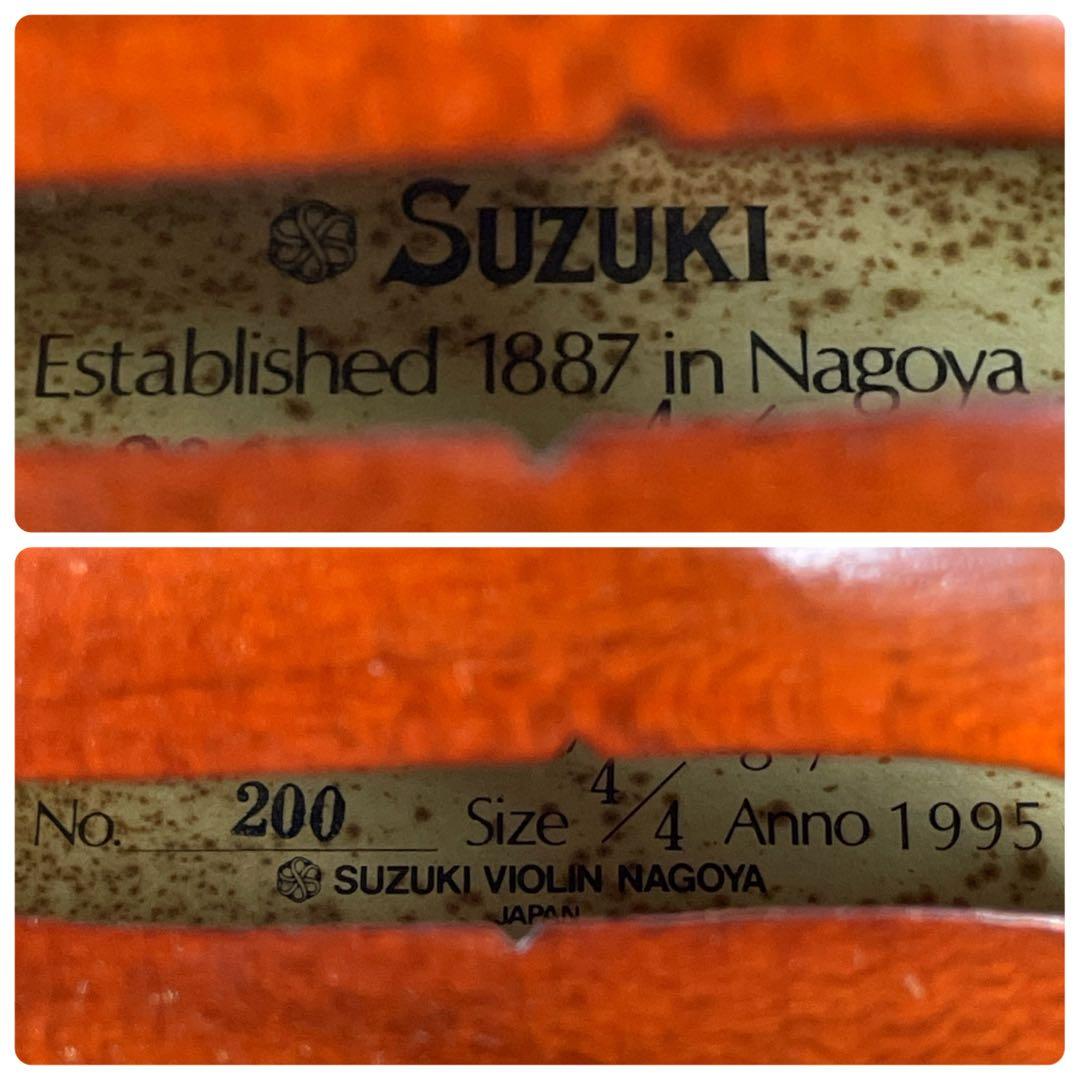 SUZUKI
Established 1887 in Nagoya
No. 200 Size 4/4 Anno 1995
SUZUKI VIOLIN NAGOYA
JAPAN